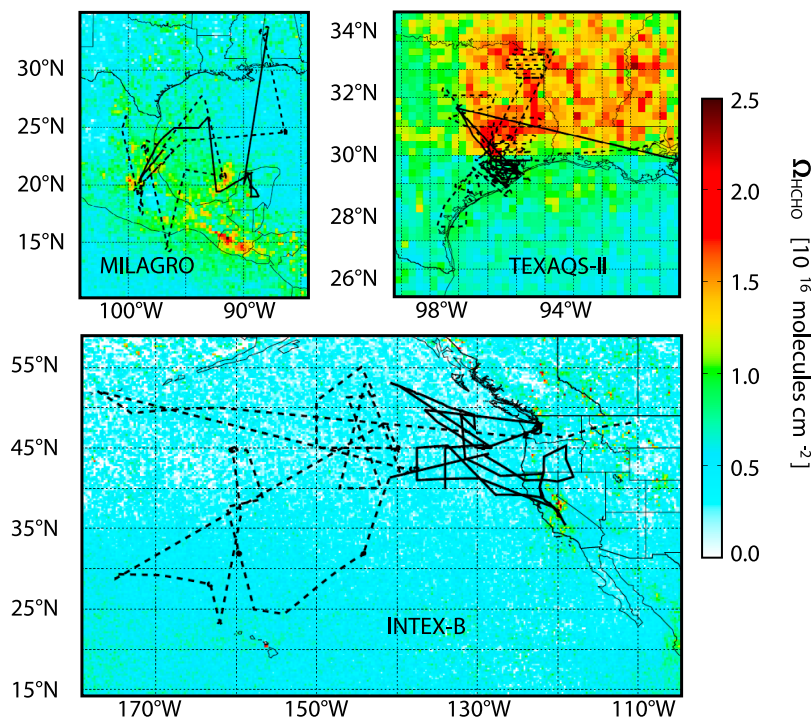 30°N
25°N
20°N
15°N
100°W 90°W
MILAGRO
34°N
32°N
30°N
28°N
26°N
98°W 94°W
TEXAQS-II
55°N
45°N
35°N
25°N
15°N
170°W 150°W 130°W 110°W
INTEX-B
2.5
2.0
1.5
1.0
0.5
0.0
ΩHCHO [10 16 molecules cm -2]